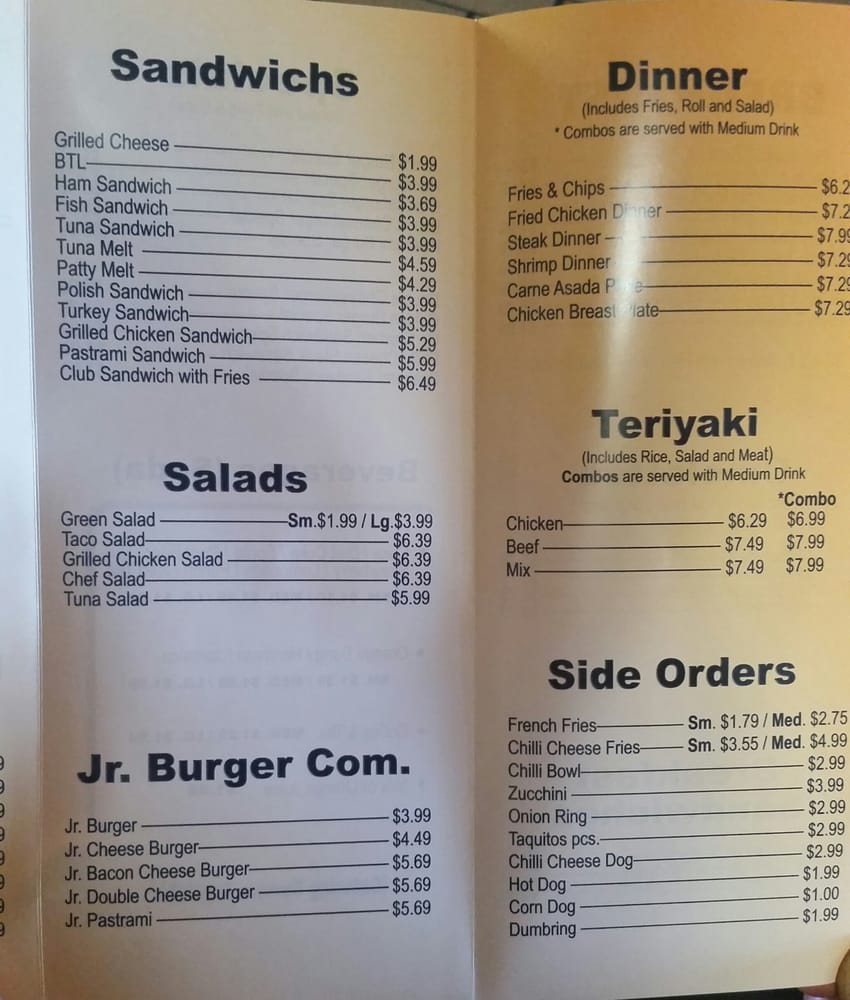 Sandwichs
Grilled Cheese $1.99
BTL $3.99
Ham Sandwich $3.69
Fish Sandwich $3.99
Tuna Sandwich $3.99
Tuna Melt $4.59
Patty Melt $4.29
Polish Sandwich $3.99
Turkey Sandwich $3.99
Grilled Chicken Sandwich $5.29
Pastrami Sandwich $5.99
Club Sandwich with Fries $6.49
Salads
Green Salad Sm.$1.99 / Lg.$3.99
Taco Salad $6.39
Grilled Chicken Salad $6.39
Chef Salad $6.39
Tuna Salad $5.99
Jr. Burger Com.
Jr. Burger $3.99
Jr. Cheese Burger $4.49
Jr. Bacon Cheese Burger $5.69
Jr. Double Cheese Burger $5.69
Jr. Pastrami $5.69
Dinner
(Includes Fries, Roll and Salad)
* Combos are served with Medium Drink
Fries & Chips $6.2
Fried Chicken Dinner $7.2
Steak Dinner $7.99
Shrimp Dinner $7.29
Carne Asada Plate $7.29
Chicken Breast Plate $7.29
Teriyaki
(Includes Rice, Salad and Meat)
Combos are served with Medium Drink
*Combo
Chicken $6.29 $6.99
Beef $7.49 $7.99
Mix $7.49 $7.99
Side Orders
French Fries Sm. $1.79 / Med. $2.75
Chilli Cheese Fries Sm. $3.55 / Med. $4.99
Chilli Bowl $2.99
Zucchini $3.99
Onion Ring $2.99
Taquitos pcs. $2.99
Chilli Cheese Dog $2.99
Hot Dog $1.99
Corn Dog $1.00
Dumbring $1.99